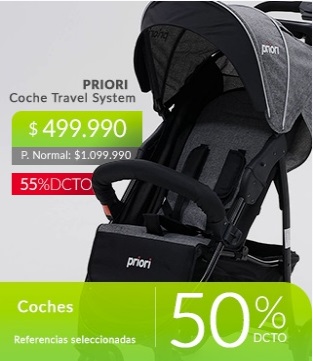 priori
PRIORI
Coche Travel System
$ 499.990
P. Normal: $1.099.990
55%DCTO
priori
Coches
Referencias seleccionadas
50%
DCTO